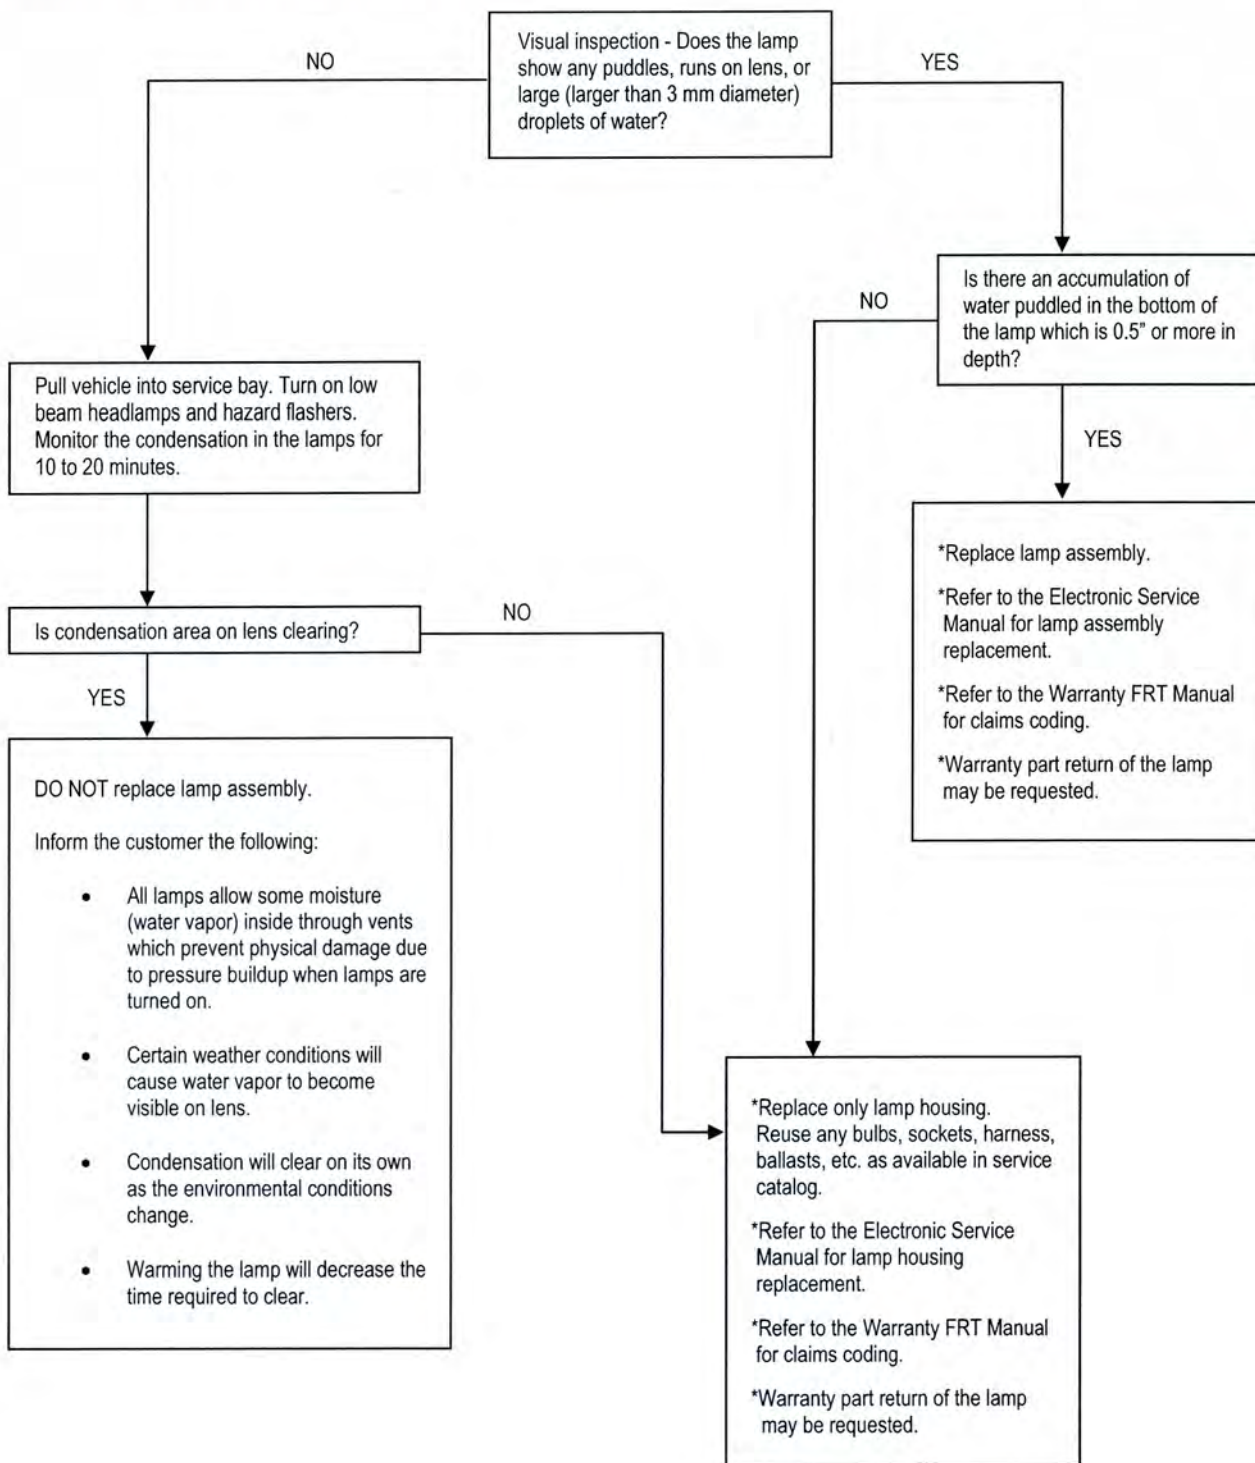 Visual inspection - Does the lamp
show any puddles, runs on lens, or
large (larger than 3 mm diameter)
droplets of water?
NO
YES
Is there an accumulation of
water puddled in the bottom of
the lamp which is 0.5” or more in
depth?
NO
YES
Pull vehicle into service bay. Turn on low
beam headlamps and hazard flashers.
Monitor the condensation in the lamps for
10 to 20 minutes.
*Replace lamp assembly.
*Refer to the Electronic Service
Manual for lamp assembly
replacement.
*Refer to the Warranty FRT Manual
for claims coding.
*Warranty part return of the lamp
may be requested.
Is condensation area on lens clearing?
NO
YES
DO NOT replace lamp assembly.
Inform the customer the following:
• All lamps allow some moisture
(water vapor) inside through vents
which prevent physical damage due
to pressure buildup when lamps are
turned on.
• Certain weather conditions will
cause water vapor to become
visible on lens.
• Condensation will clear on its own
as the environmental conditions
change.
• Warming the lamp will decrease the
time required to clear.
*Replace only lamp housing.
Reuse any bulbs, sockets, harness,
ballasts, etc. as available in service
catalog.
*Refer to the Electronic Service
Manual for lamp housing
replacement.
*Refer to the Warranty FRT Manual
for claims coding.
*Warranty part return of the lamp
may be requested.